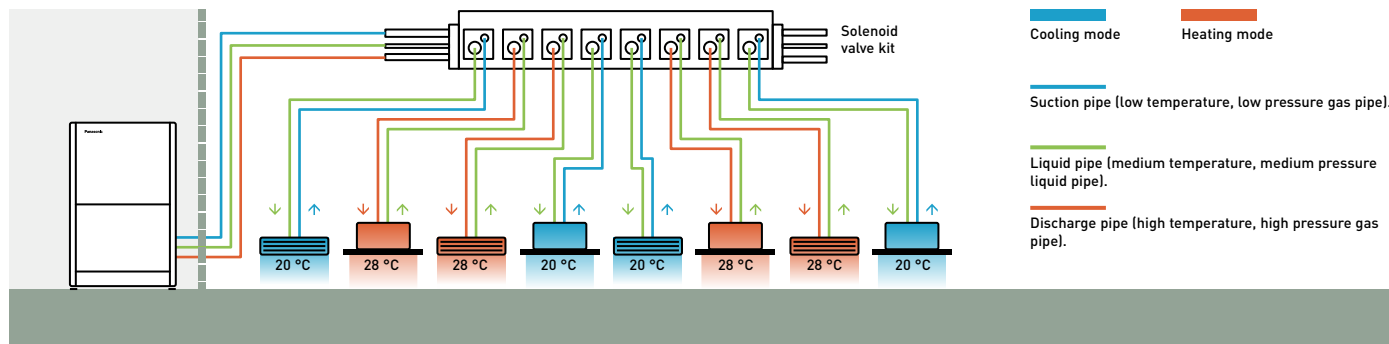 Solenoid
valve kit
Cooling mode
Heating mode
Suction pipe (low temperature, low pressure gas pipe).
Panasonic
Liquid pipe (medium temperature, medium pressure
liquid pipe).
Discharge pipe (high temperature, high pressure gas
pipe).
20 °C
28 °C
28 °C
20 °C
20 °C
28 °C
28 °C
20 °C